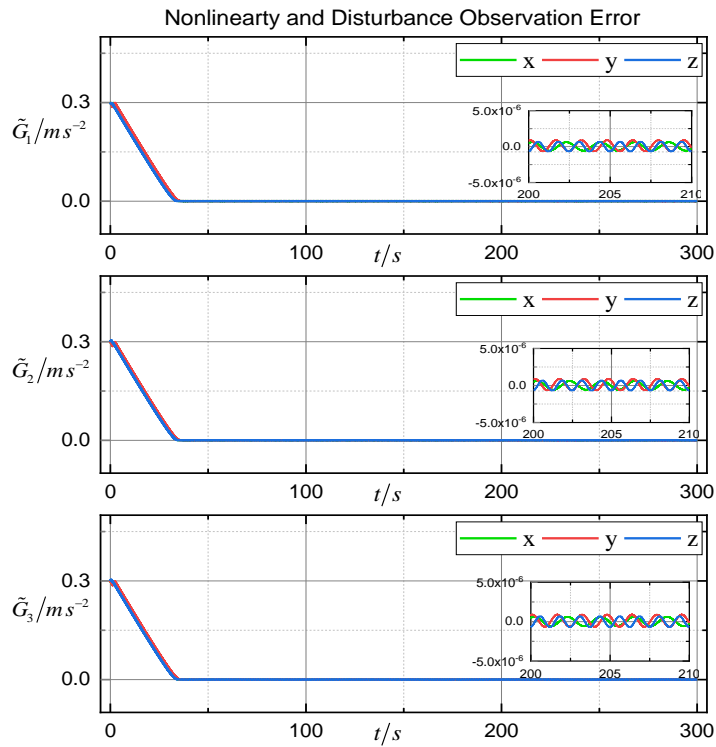 Nonlinearty and Disturbance Observation Error
x y z
G̃₁/ms⁻²
0.3
0.0
5.0x10⁻⁶
0.0
-5.0x10⁻⁶
200 205 210
0 100 200 300
t/s
x y z
G̃₂/ms⁻²
0.3
0.0
5.0x10⁻⁶
0.0
-5.0x10⁻⁶
200 205 210
0 100 200 300
t/s
x y z
G̃₃/ms⁻²
0.3
0.0
5.0x10⁻⁶
0.0
-5.0x10⁻⁶
200 205 210
0 100 200 300
t/s